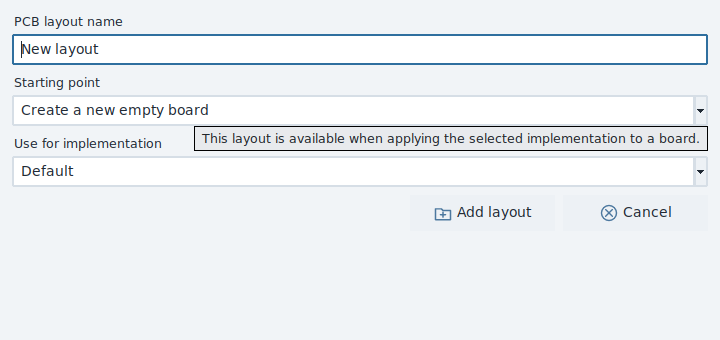 PCB layout name
New layout
Starting point
Create a new empty board
Use for implementation
This layout is available when applying the selected implementation to a board.
Default
Add layout
Cancel